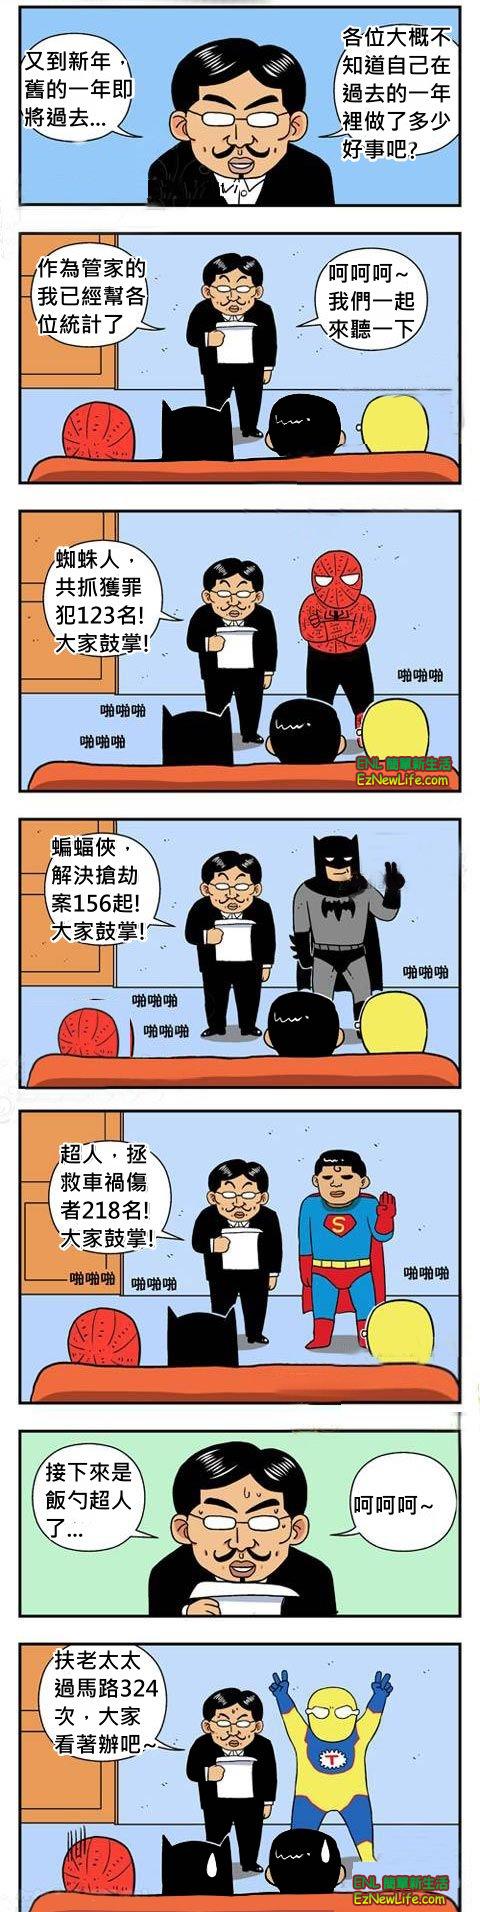 又到新年，
舊的一年即
將過去...
各位大概不
知道自己在
過去的一年
裡做了多少
好事吧?
作為管家的
我已經幫各
位統計了
呵呵呵~
我們一起
來聽一下
蜘蛛人，
共抓獲罪
犯123名!
大家鼓掌!
啪啪啪
啪啪啪
啪啪啪
ENL 簡單新生活
EzNewLife.com
蝙蝠俠，
解決搶劫
案156起!
大家鼓掌!
啪啪啪
啪啪啪
啪啪啪
超人，拯
救車禍傷
者218名!
大家鼓掌!
S
啪啪啪
啪啪啪
啪啪啪
接下來是
飯勺超人
了...
呵呵呵~
扶老太太
過馬路324
次，大家
看著辦吧~
T
ENL 簡單新生活
EzNewLife.com